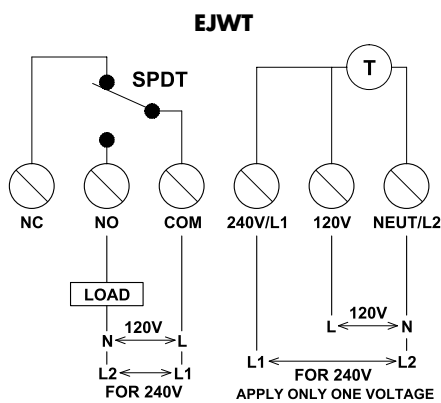 EJWT
SPDT
T
NC NO COM 240V/L1 120V NEUT/L2
LOAD
N 120V L
L2 L1
FOR 240V
L 120V N
L1 L2
FOR 240V
APPLY ONLY ONE VOLTAGE